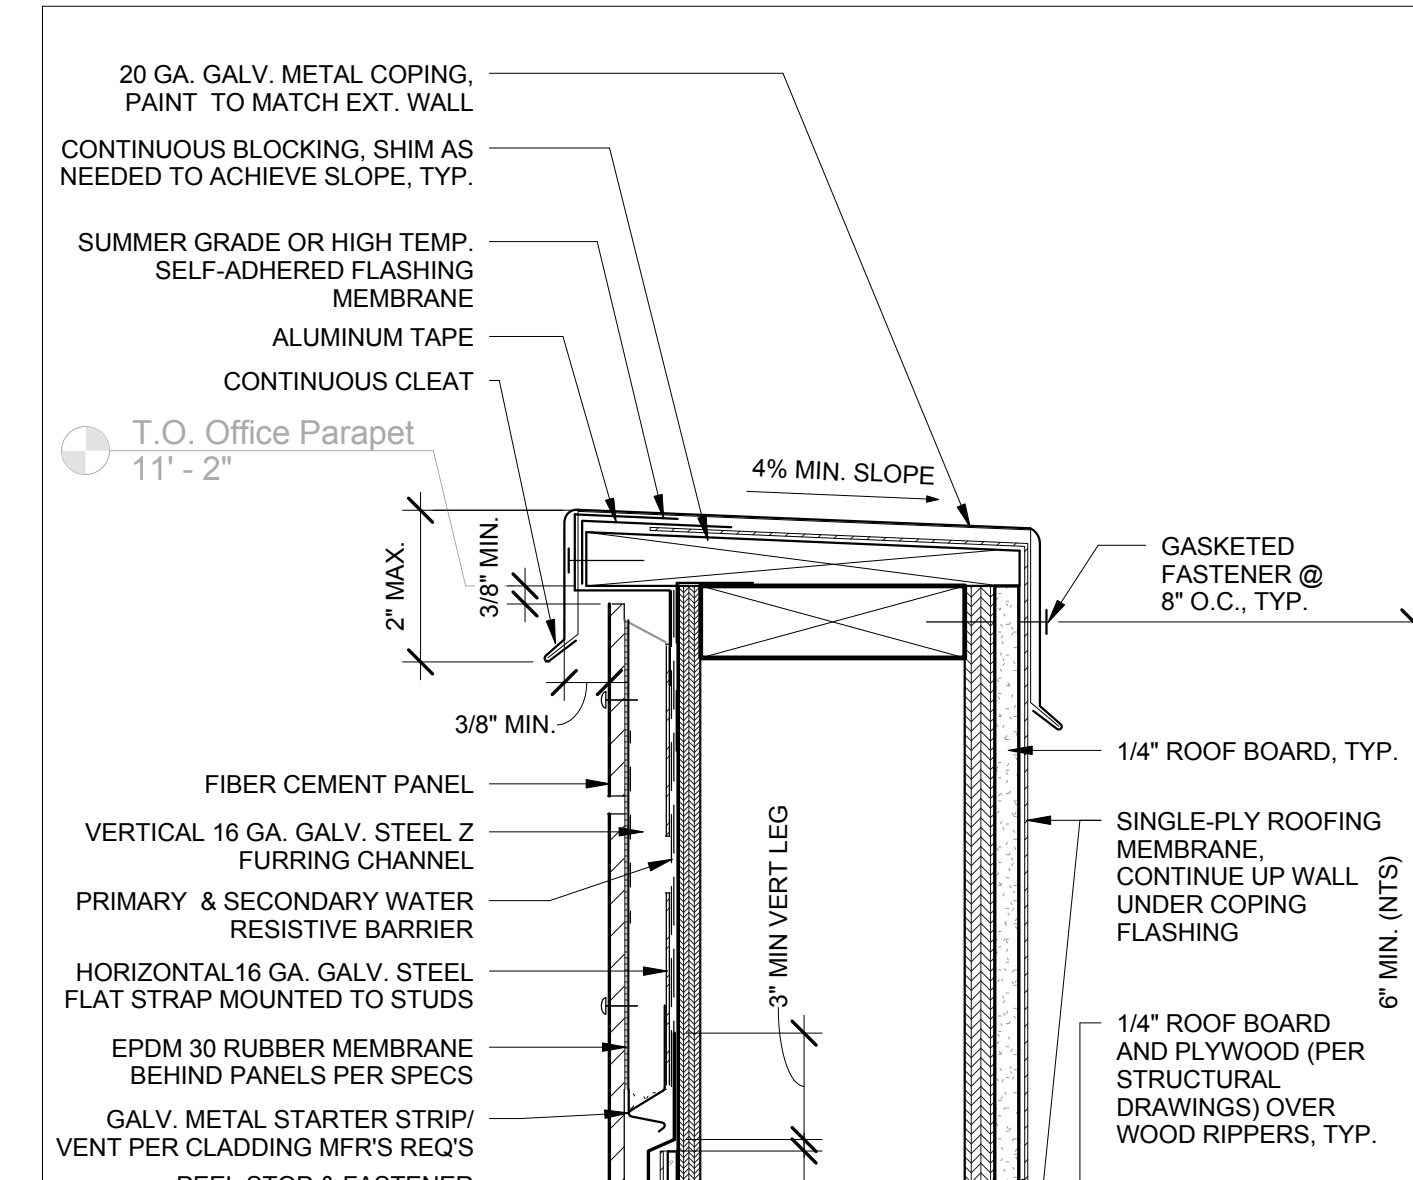 20 GA. GALV. METAL COPING,
PAINT TO MATCH EXT. WALL
CONTINUOUS BLOCKING, SHIM AS
NEEDED TO ACHIEVE SLOPE, TYP.
SUMMER GRADE OR HIGH TEMP.
SELF-ADHERED FLASHING
MEMBRANE
ALUMINUM TAPE
CONTINUOUS CLEAT
T.O. Office Parapet
11' - 2"
4% MIN. SLOPE
2" MAX.
3/8" MIN.
3/8" MIN.
GASKETED
FASTENER @
8" O.C., TYP.
FIBER CEMENT PANEL
VERTICAL 16 GA. GALV. STEEL Z
FURRING CHANNEL
PRIMARY & SECONDARY WATER
RESISTIVE BARRIER
HORIZONTAL16 GA. GALV. STEEL
FLAT STRAP MOUNTED TO STUDS
EPDM 30 RUBBER MEMBRANE
BEHIND PANELS PER SPECS
GALV. METAL STARTER STRIP/
VENT PER CLADDING MFR'S REQ'S
PEEL STOP & FASTENER
3" MIN VERT LEG
1/4" ROOF BOARD, TYP.
SINGLE-PLY ROOFING
MEMBRANE,
CONTINUE UP WALL
UNDER COPING
FLASHING
6" MIN. (NTS)
1/4" ROOF BOARD
AND PLYWOOD (PER
STRUCTURAL
DRAWINGS) OVER
WOOD RIPPERS, TYP.